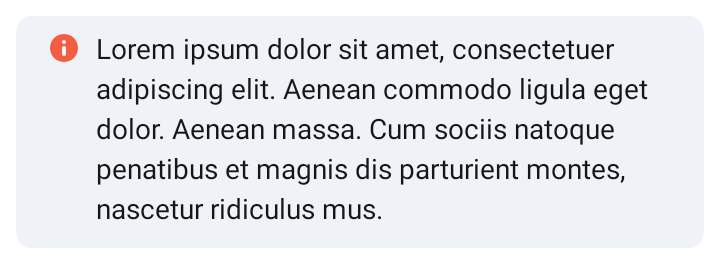 Lorem ipsum dolor sit amet, consectetuer
adipiscing elit. Aenean commodo ligula eget
dolor. Aenean massa. Cum sociis natoque
penatibus et magnis dis parturient montes,
nascetur ridiculus mus.